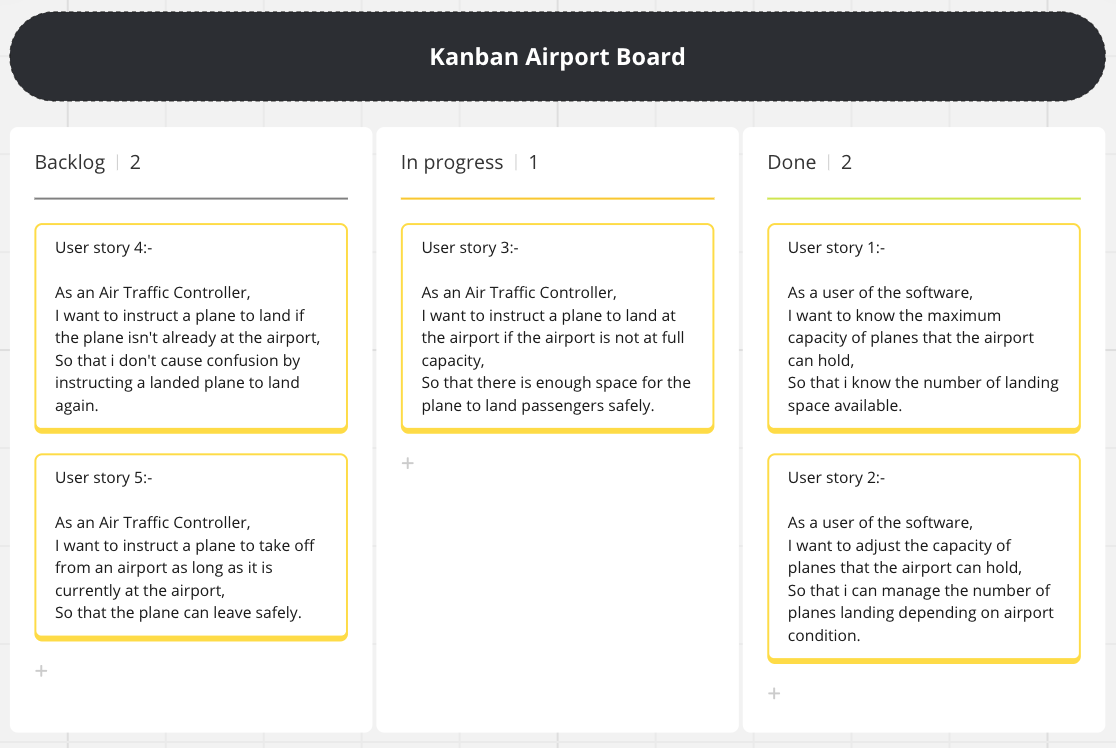 Kanban Airport Board
Backlog | 2
User story 4:-
As an Air Traffic Controller,
I want to instruct a plane to land if
the plane isn't already at the airport,
So that i don't cause confusion by
instructing a landed plane to land
again.
User story 5:-
As an Air Traffic Controller,
I want to instruct a plane to take off
from an airport as long as it is
currently at the airport,
So that the plane can leave safely.
+
In progress | 1
User story 3:-
As an Air Traffic Controller,
I want to instruct a plane to land at
the airport if the airport is not at full
capacity,
So that there is enough space for the
plane to land passengers safely.
+
Done | 2
User story 1:-
As a user of the software,
I want to know the maximum
capacity of planes that the airport
can hold,
So that i know the number of landing
space available.
User story 2:-
As a user of the software,
I want to adjust the capacity of
planes that the airport can hold,
So that i can manage the number of
planes landing depending on airport
condition.
+